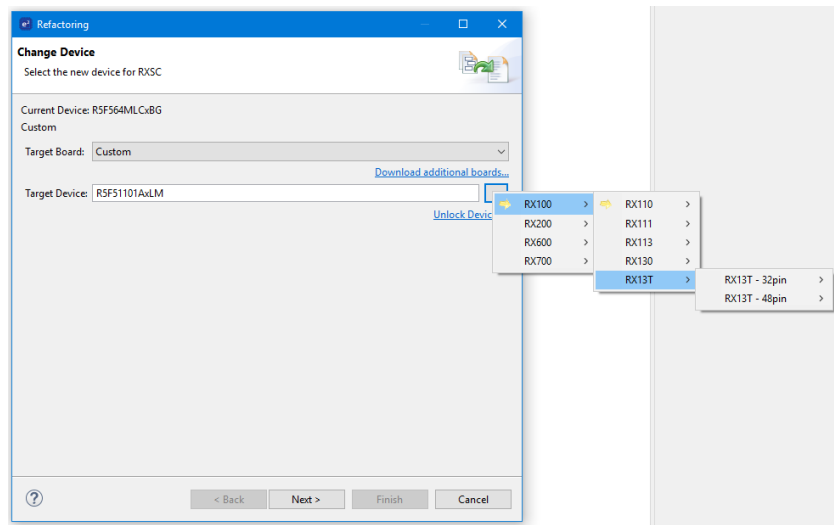 e² Refactoring
Change Device
Select the new device for RXSC
Current Device: R5F564MLCxBG
Custom
Target Board: Custom
Download additional boards...
Target Device: R5F51101AxLM
Unlock Devic
RX100
RX200
RX600
RX700
RX110
RX111
RX113
RX130
RX13T
RX13T - 32pin
RX13T - 48pin
< Back Next > Finish Cancel